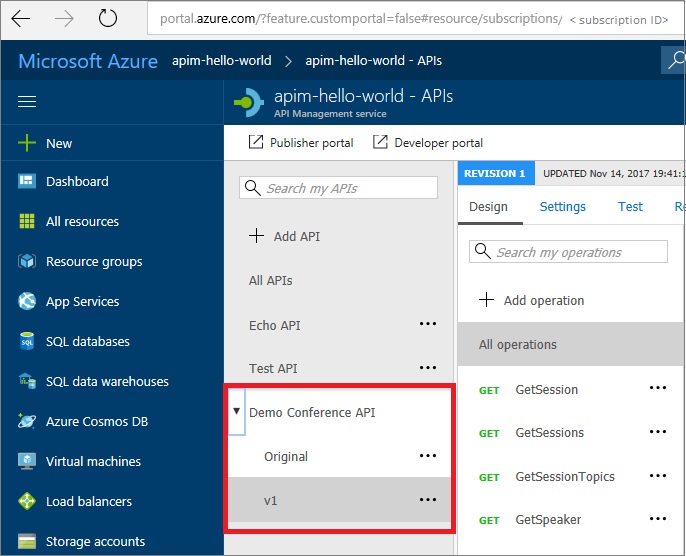 portal.azure.com/?feature.customportal=false#resource/subscriptions/ < subscription ID>
Microsoft Azure apim-hello-world > apim-hello-world - APIs
apim-hello-world - APIs
API Management service
New
Dashboard
All resources
Resource groups
App Services
SQL databases
SQL data warehouses
Azure Cosmos DB
Virtual machines
Load balancers
Storage accounts
Publisher portal
Developer portal
Search my APIs
Add API
All APIs
Echo API
Test API
Demo Conference API
Original
v1
REVISION 1 UPDATED Nov 14, 2017 19:41:
Design Settings Test
Search my operations
Add operation
All operations
GET GetSession
GET GetSessions
GET GetSessionTopics
GET GetSpeaker